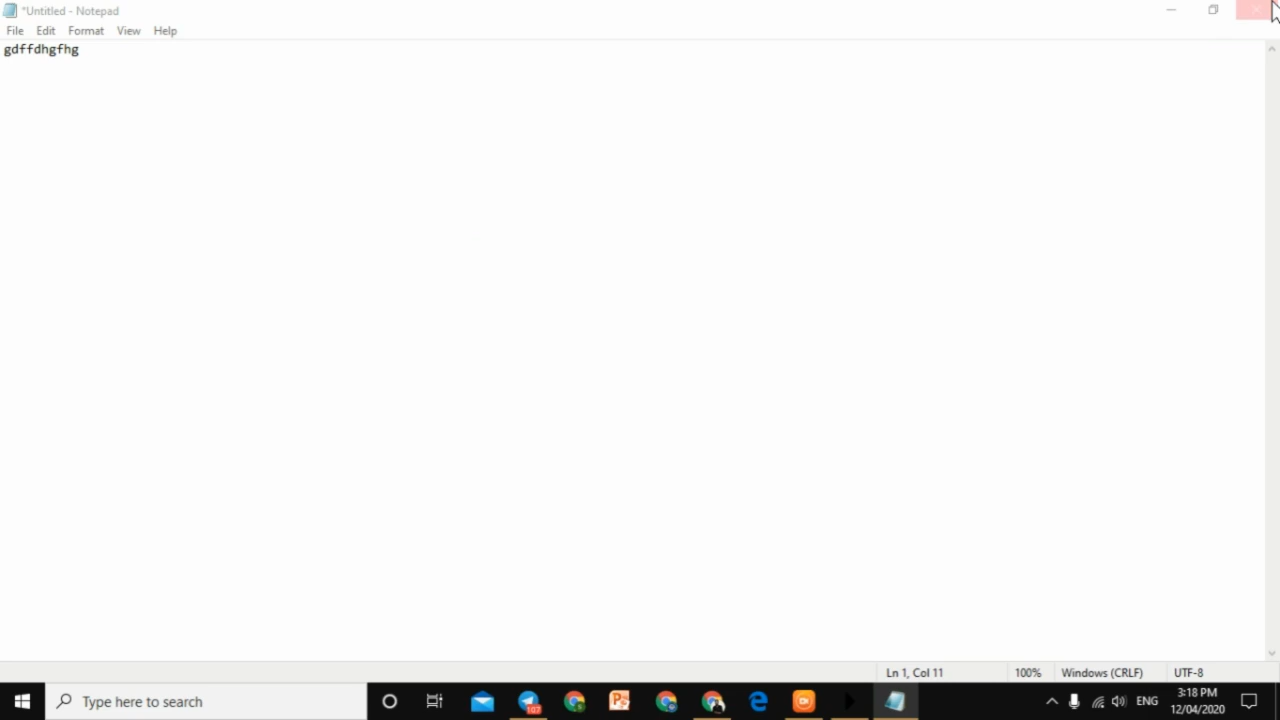 *Untitled - Notepad
File Edit Format View Help
gdffdhgfhg
Ln 1, Col 11 100% Windows (CRLF) UTF-8
Type here to search
107
ENG
3:18 PM
12/04/2020